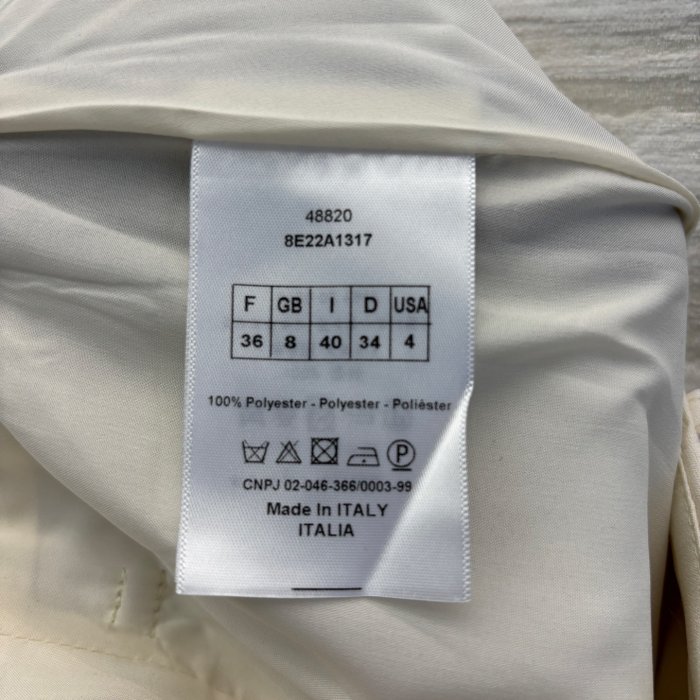 48820
8E22A1317
F GB I D USA
36 8 40 34 4
100% Polyester - Polyester - Poliéster
P
CNPJ 02-046-366/0003-99
Made In ITALY
ITALIA